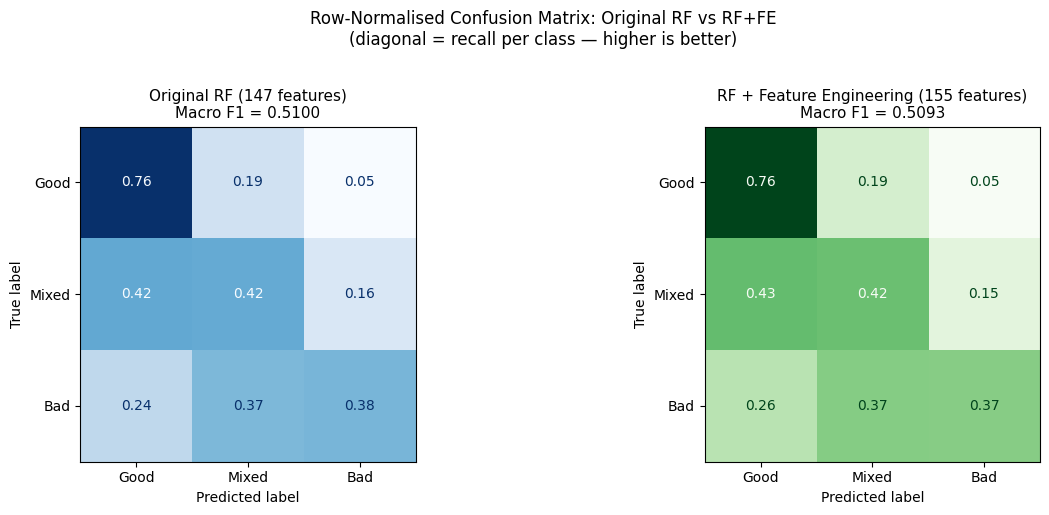 Row-Normalised Confusion Matrix: Original RF vs RF+FE
(diagonal = recall per class — higher is better)
Original RF (147 features)
Macro F1 = 0.5100
True label
Good 0.76 0.19 0.05
Mixed 0.42 0.42 0.16
Bad 0.24 0.37 0.38
Good Mixed Bad
Predicted label
RF + Feature Engineering (155 features)
Macro F1 = 0.5093
True label
Good 0.76 0.19 0.05
Mixed 0.43 0.42 0.15
Bad 0.26 0.37 0.37
Good Mixed Bad
Predicted label